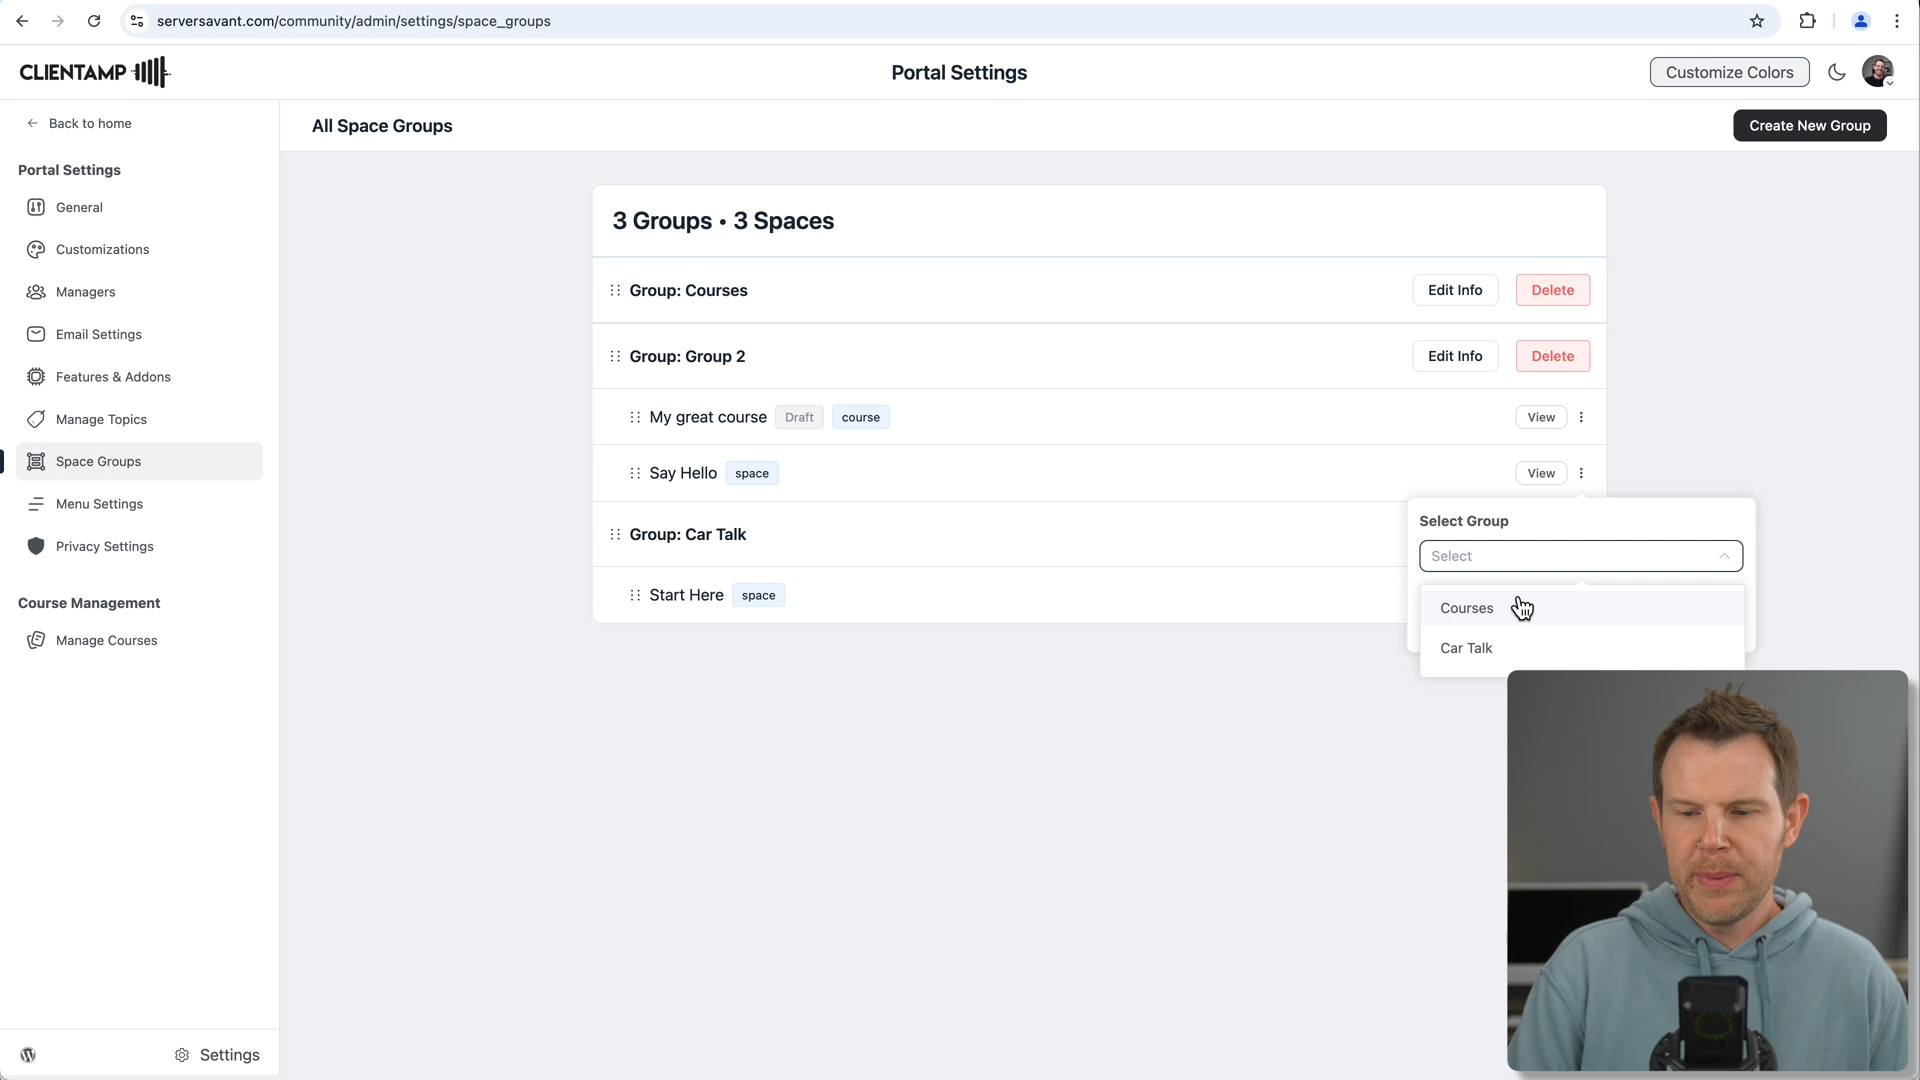 serversavant.com/community/admin/settings/space_groups
CLIENTAMP
Portal Settings
Customize Colors
Back to home
All Space Groups
Create New Group
Portal Settings
General
Customizations
Managers
Email Settings
Features & Addons
Manage Topics
Space Groups
Menu Settings
Privacy Settings
Course Management
Manage Courses
Settings
3 Groups • 3 Spaces
Group: Courses
Edit Info
Delete
Group: Group 2
Edit Info
Delete
My great course
Draft
course
View
Say Hello
space
View
Group: Car Talk
Start Here
space
Select Group
Select
Courses
Car Talk